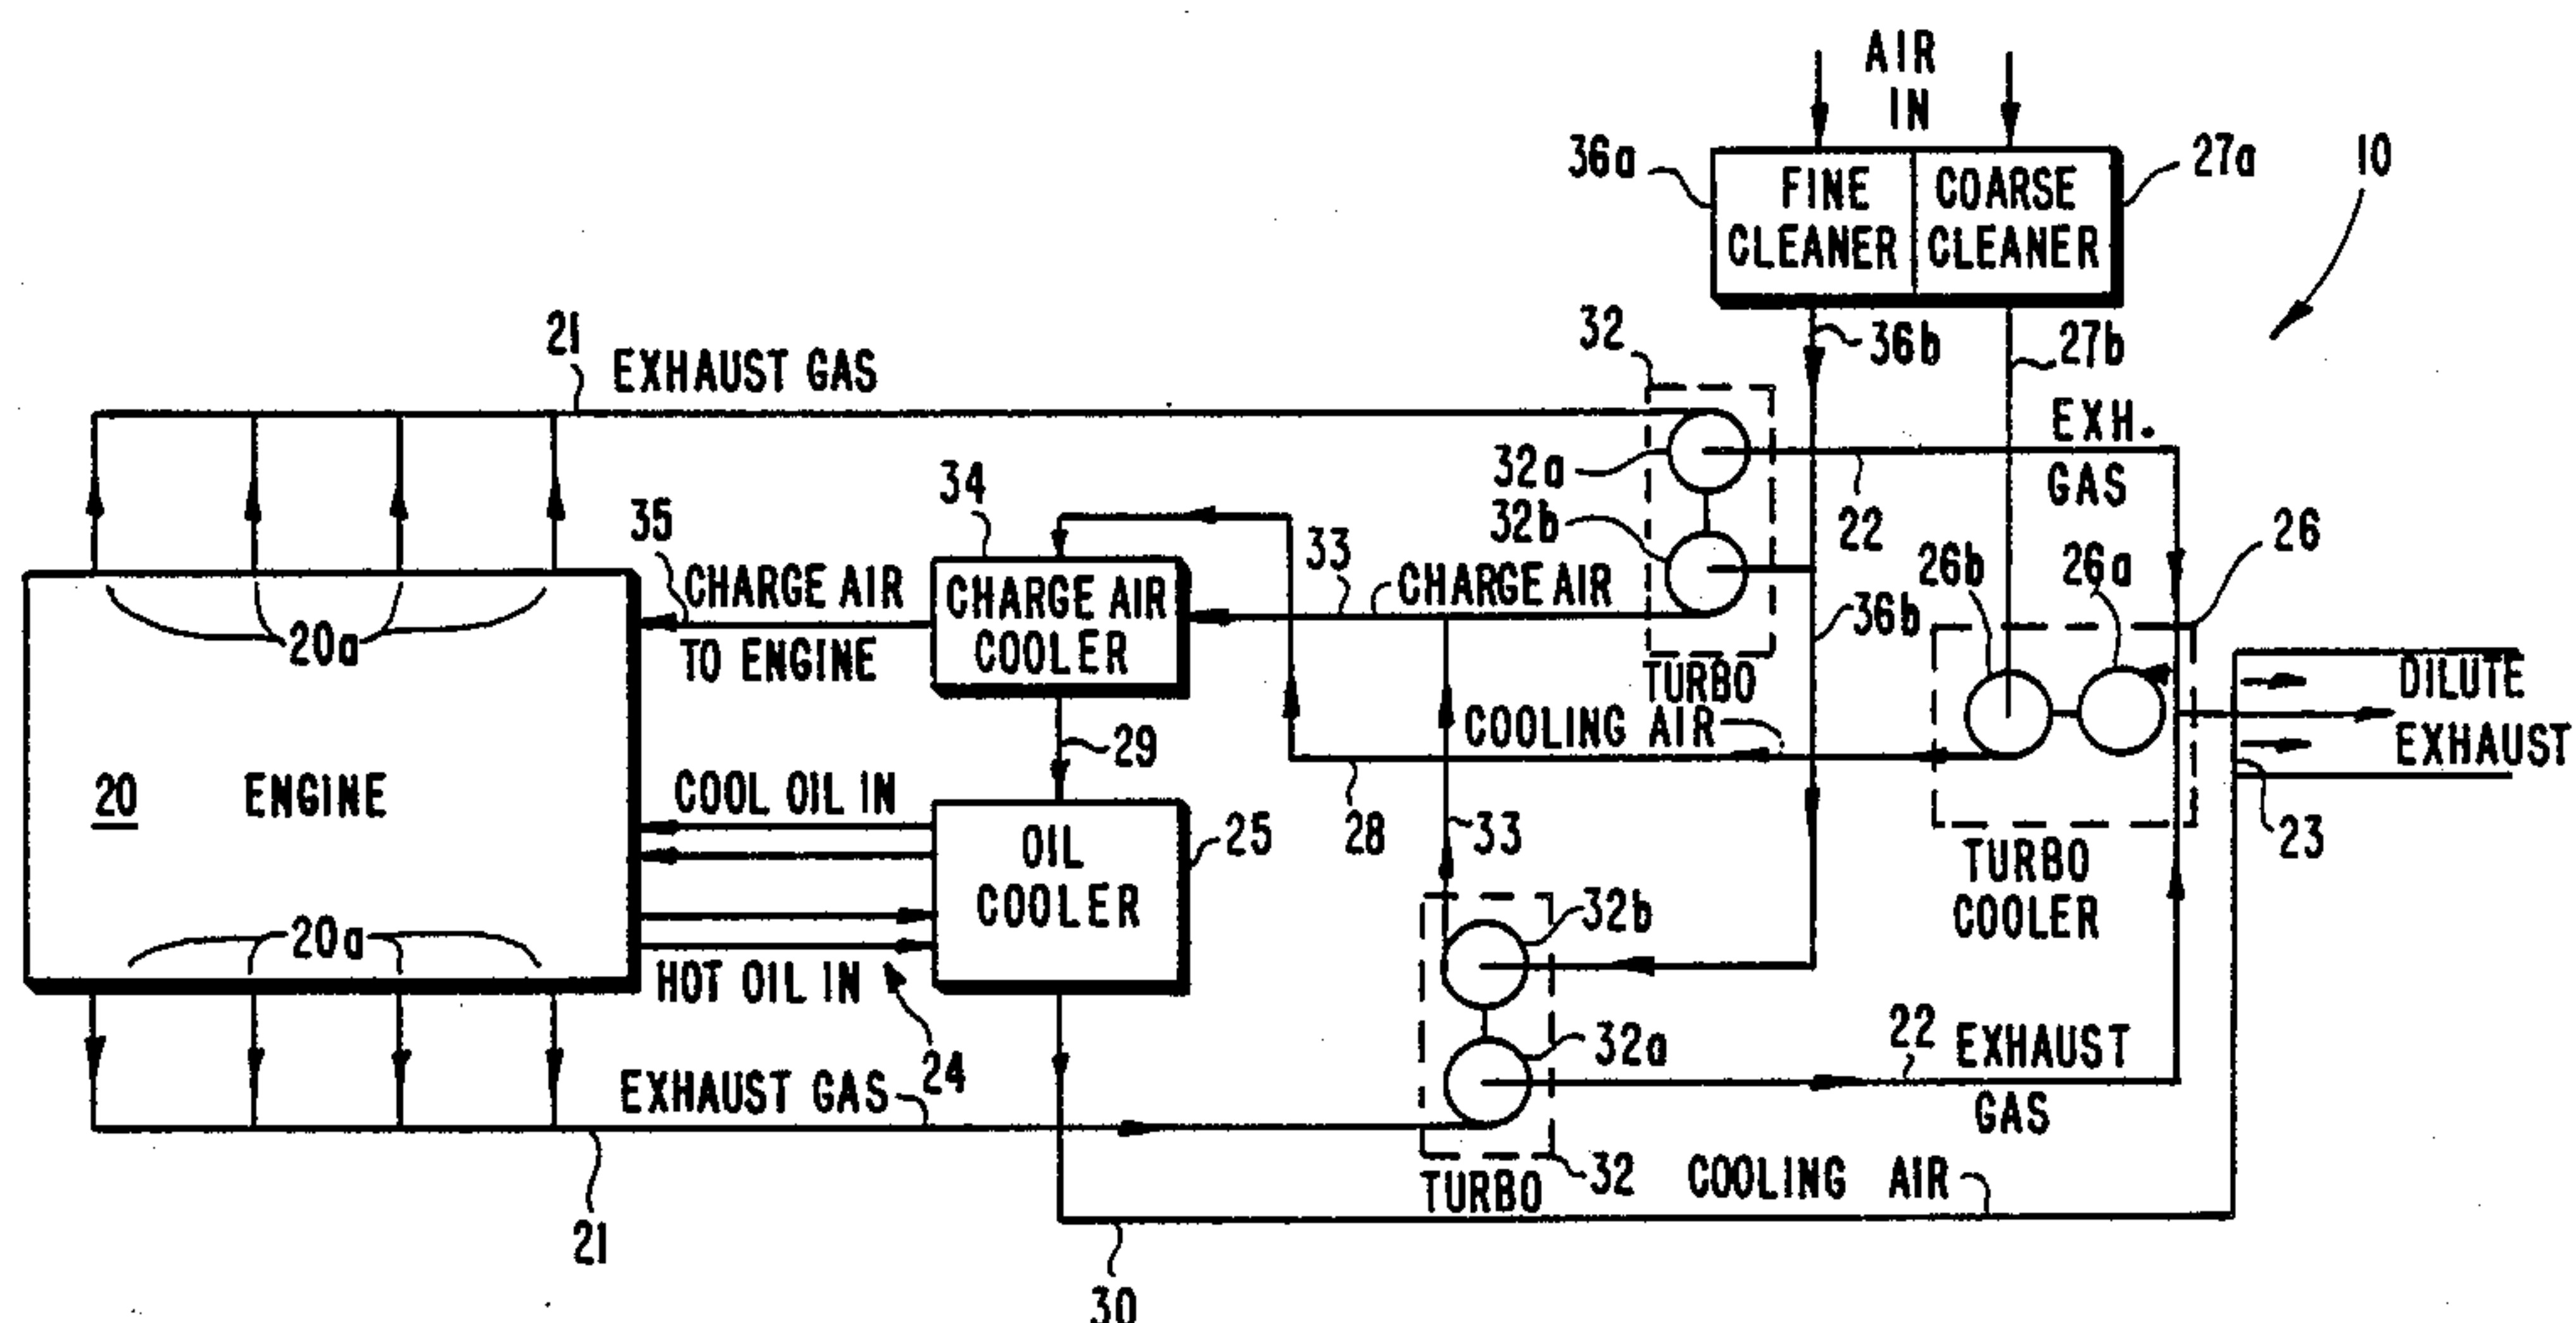 AIR
IN
36a
FINE
CLEANER
COARSE
CLEANER
27a
10
21
EXHAUST GAS
32
36b
27b
EXH.
GAS
32a
32b
22
34
35
CHARGE AIR
TO ENGINE
CHARGE AIR
COOLER
33
CHARGE AIR
26b
26a
26
20a
36b
TURBO
COOLING AIR
DILUTE
EXHAUST
29
20
ENGINE
COOL OIL IN
OIL
COOLER
25
28
33
TURBO
COOLER
23
20a
HOT OIL IN
24
32b
32a
22
EXHAUST
GAS
EXHAUST GAS
TURBO
32
COOLING AIR
21
30